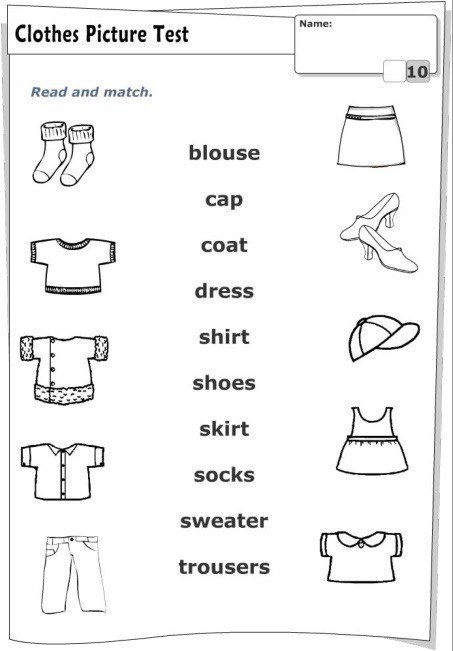 Clothes Picture Test
Name:
10
Read and match.
blouse
cap
coat
dress
shirt
shoes
skirt
socks
sweater
trousers